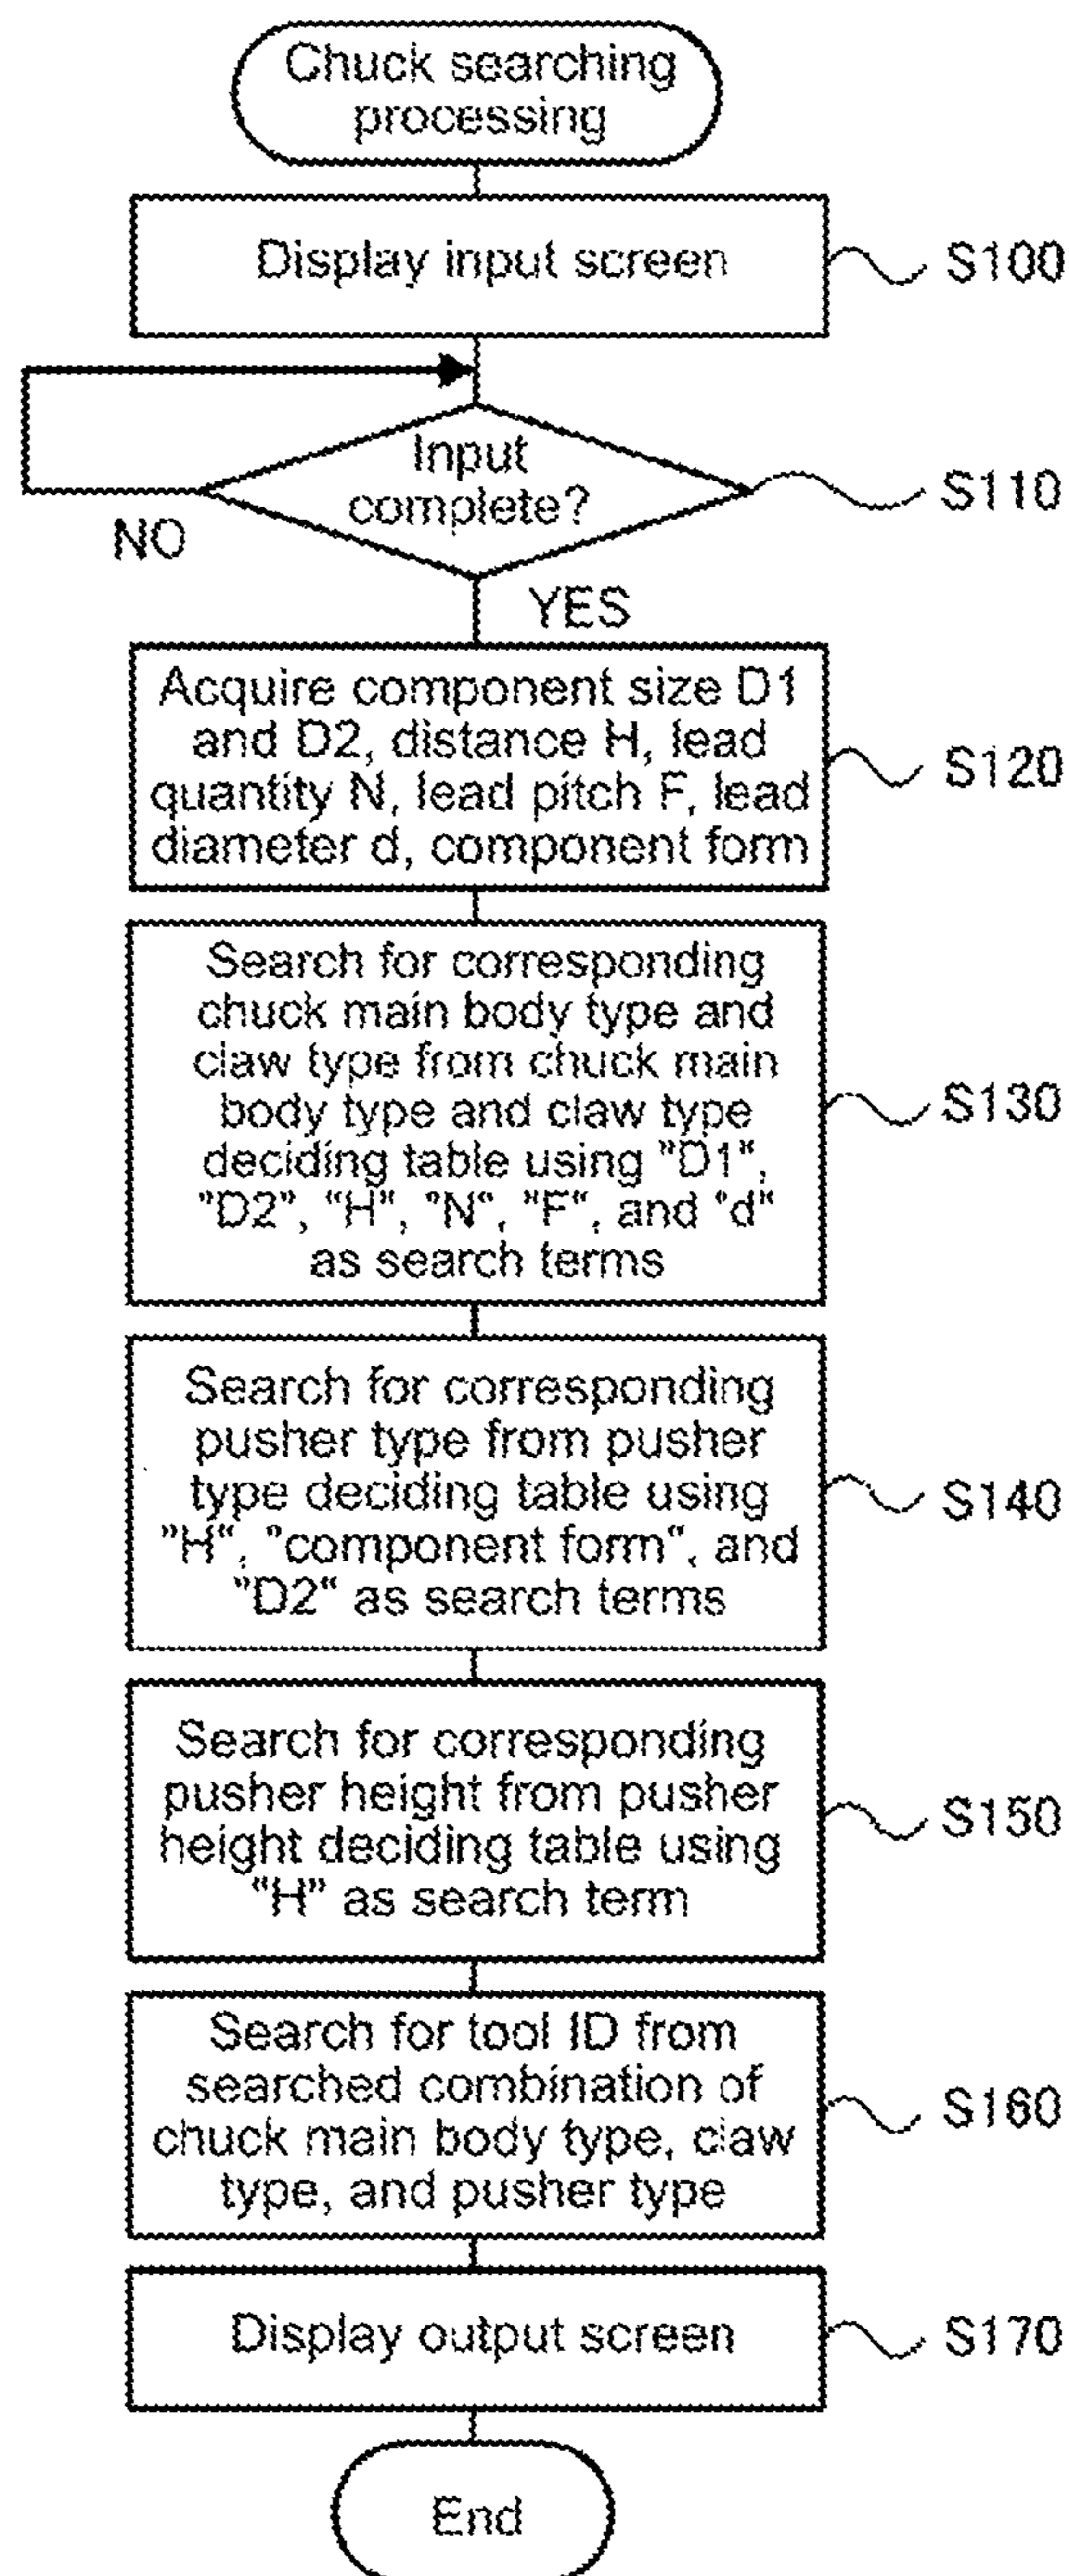 Chuck searching
processing
Display input screen
S100
Input
complete?
S110
NO
YES
Acquire component size D1
and D2, distance H, lead
quantity N, lead pitch F, lead
diameter d, component form
S120
Search for corresponding
chuck main body type and
claw type from chuck main
body type and claw type
deciding table using "D1",
"D2", "H", "N", "F", and "d"
as search terms
S130
Search for corresponding
pusher type from pusher
type deciding table using
"H", "component form", and
"D2" as search terms
S140
Search for corresponding
pusher height from pusher
height deciding table using
"H" as search term
S150
Search for tool ID from
searched combination of
chuck main body type, claw
type, and pusher type
S160
Display output screen
S170
End